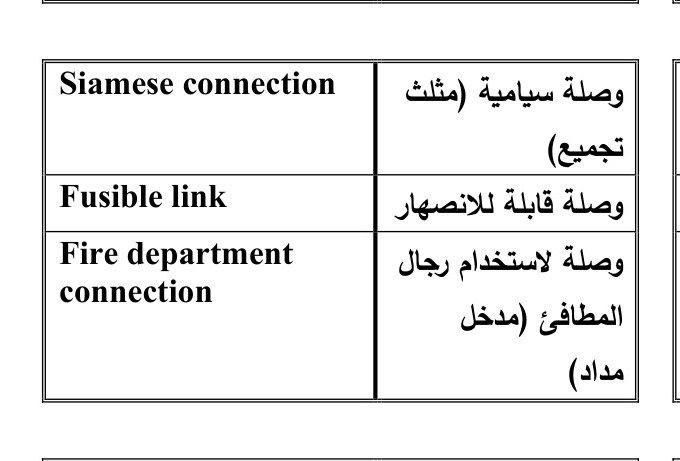 Siamese connection
وصلة سيامية (مثلث
تجميع)
Fusible link
وصلة قابلة للانصهار
Fire department
connection
وصلة لاستخدام رجال
المطافئ (مدخل
مداد)